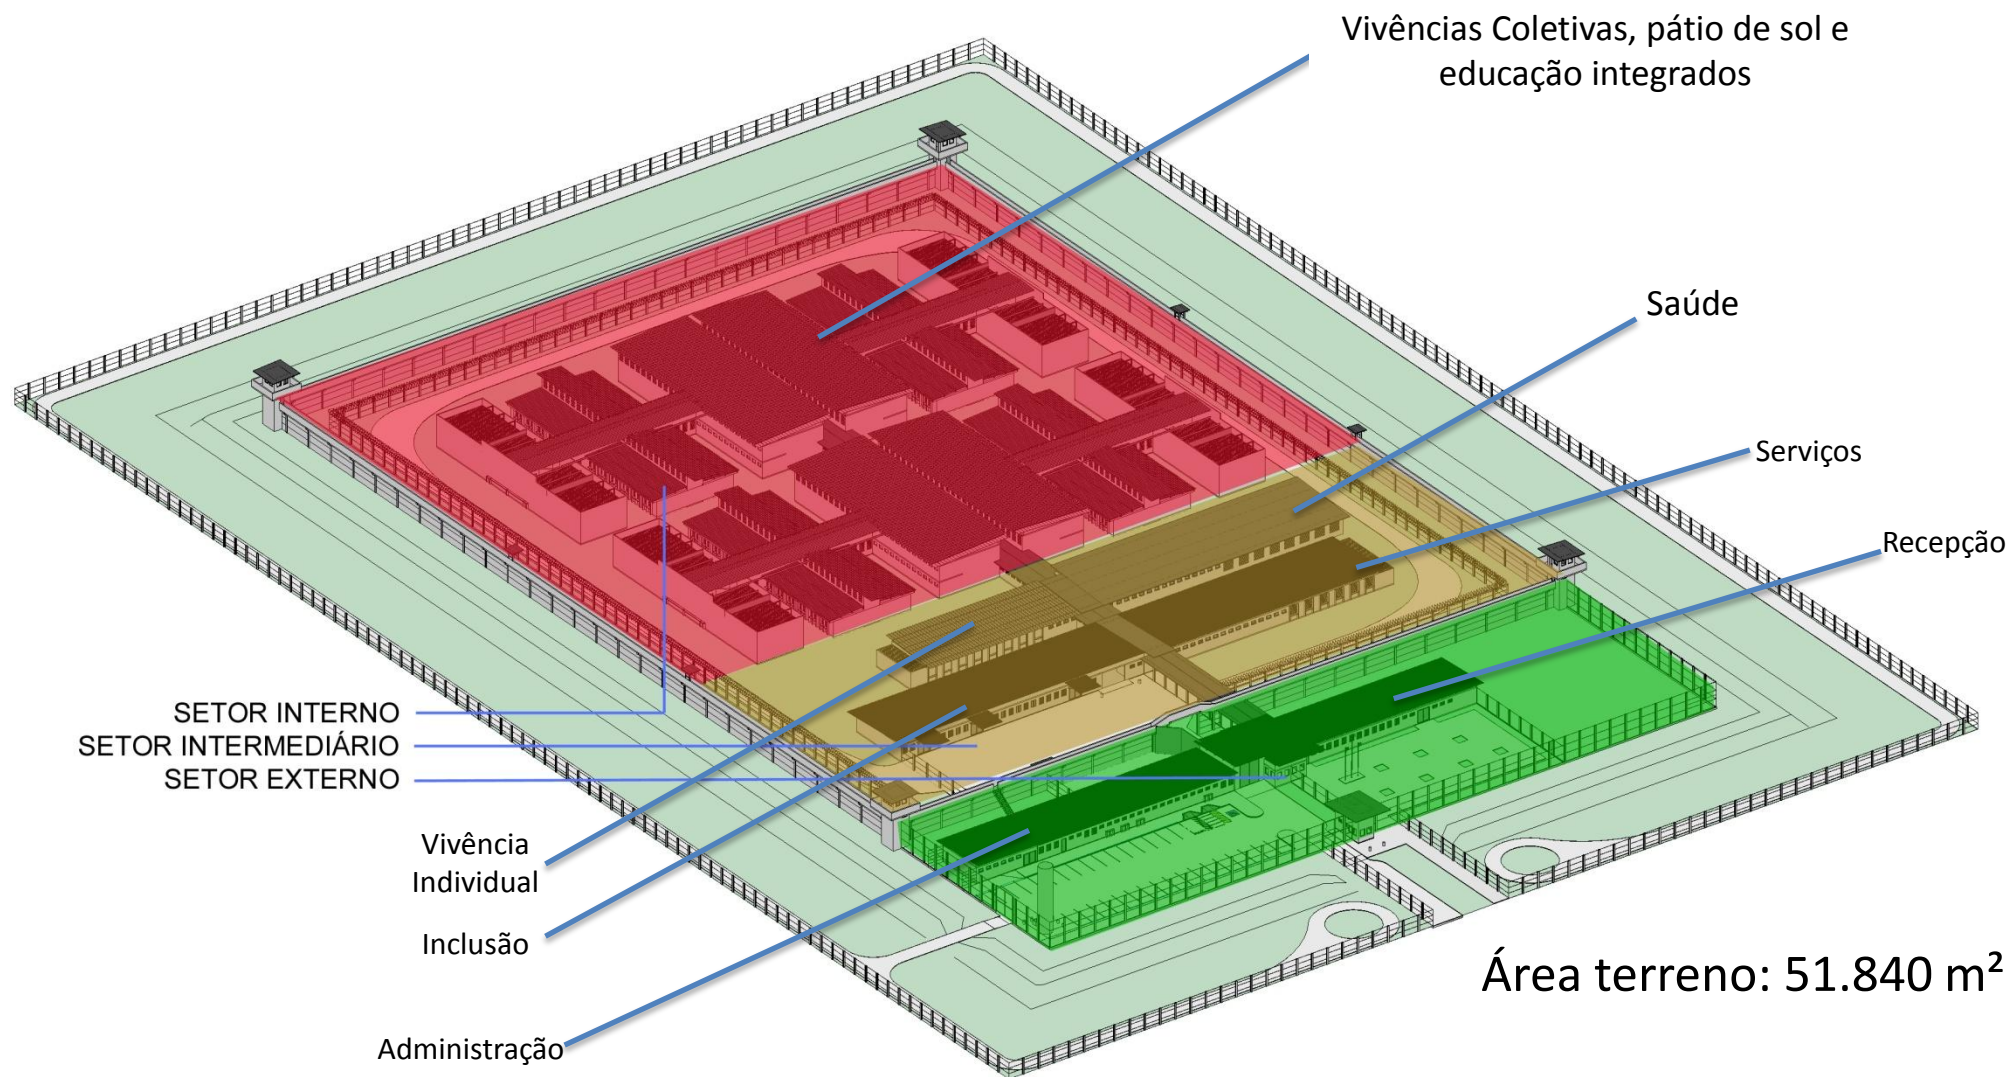 Vivências Coletivas, pátio de sol e
educação integrados
Saúde
Serviços
Recepção
SETOR INTERNO
SETOR INTERMEDIÁRIO
SETOR EXTERNO
Vivência
Individual
Inclusão
Administração
Área terreno: 51.840 m²